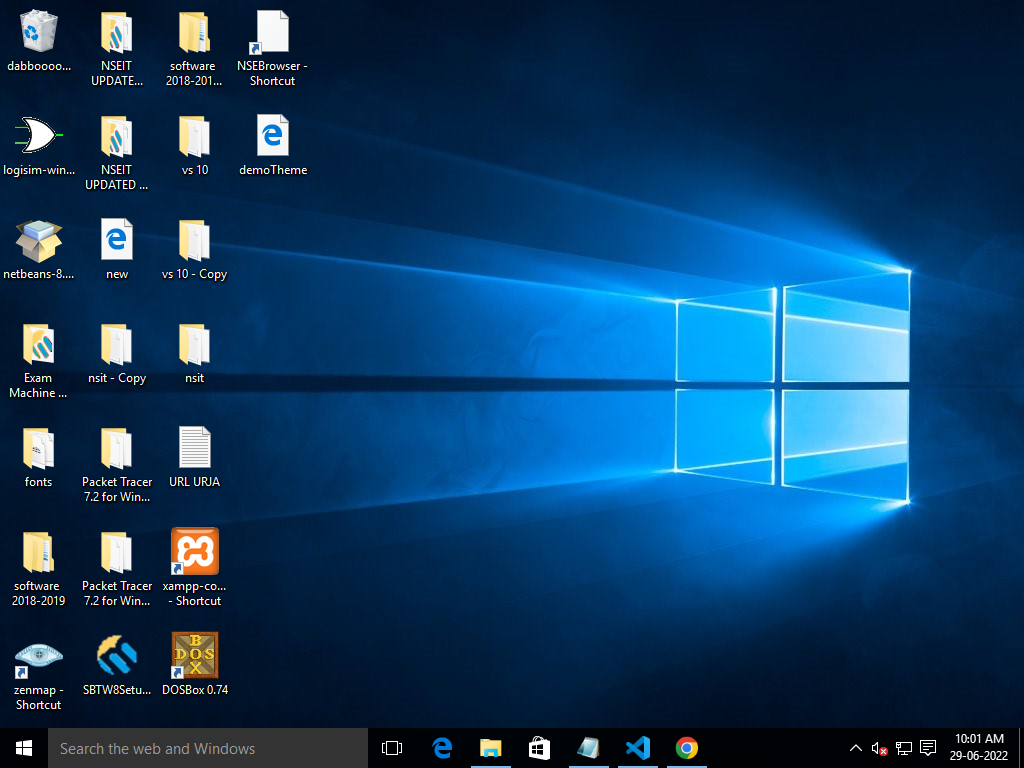 dabboooo...
NSEIT
UPDATE...
software
2018-201...
NSEBrowser -
Shortcut
logisim-win...
NSEIT
UPDATED ...
vs 10
demoTheme
netbeans-8....
new
vs 10 - Copy
Exam
Machine ...
nsit - Copy
nsit
fonts
Packet Tracer
7.2 for Win...
URL URJA
software
2018-2019
Packet Tracer
7.2 for Win...
xampp-co...
- Shortcut
zenmap -
Shortcut
SBTW8Setu...
BOX
DOS
DOSBox 0.74
Search the web and Windows
10:01 AM
29-06-2022